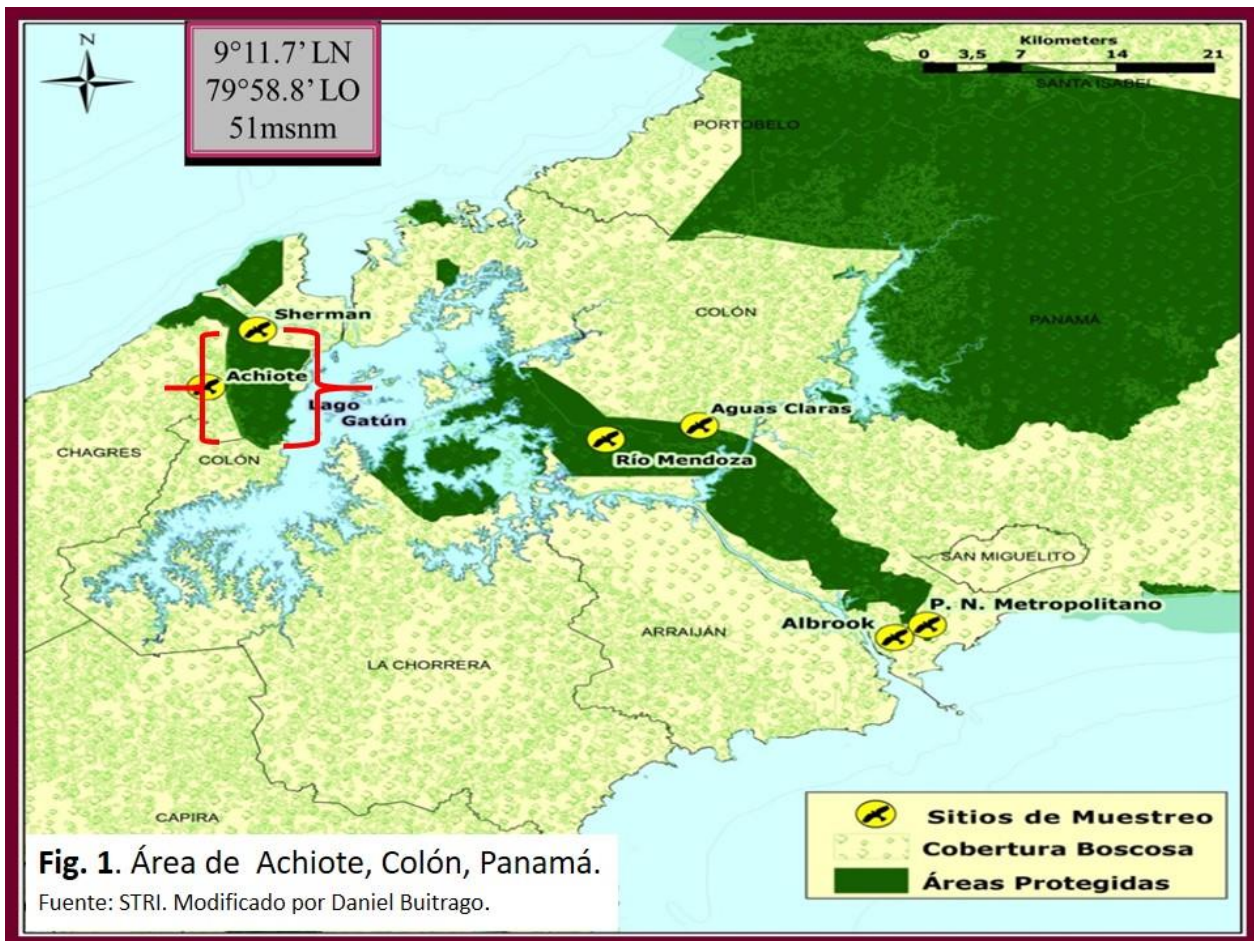 N
9°11.7’ LN
79°58.8’ LO
51msnm
Kilometers
0 3,5 7 14 21
SANTA ISABEL
PORTOBELO
Sherman
COLÓN
PANAMÁ
Achiote
Lago
Gatún
Aguas Claras
CHAGRES
COLÓN
Río Mendoza
SAN MIGUELITO
P. N. Metropolitano
Albrook
ARRAIJÁN
LA CHORRERA
CAPIRA
Sitios de Muestreo
Cobertura Boscosa
Áreas Protegidas
Fig. 1. Área de Achiote, Colón, Panamá.
Fuente: STRI. Modificado por Daniel Buitrago.